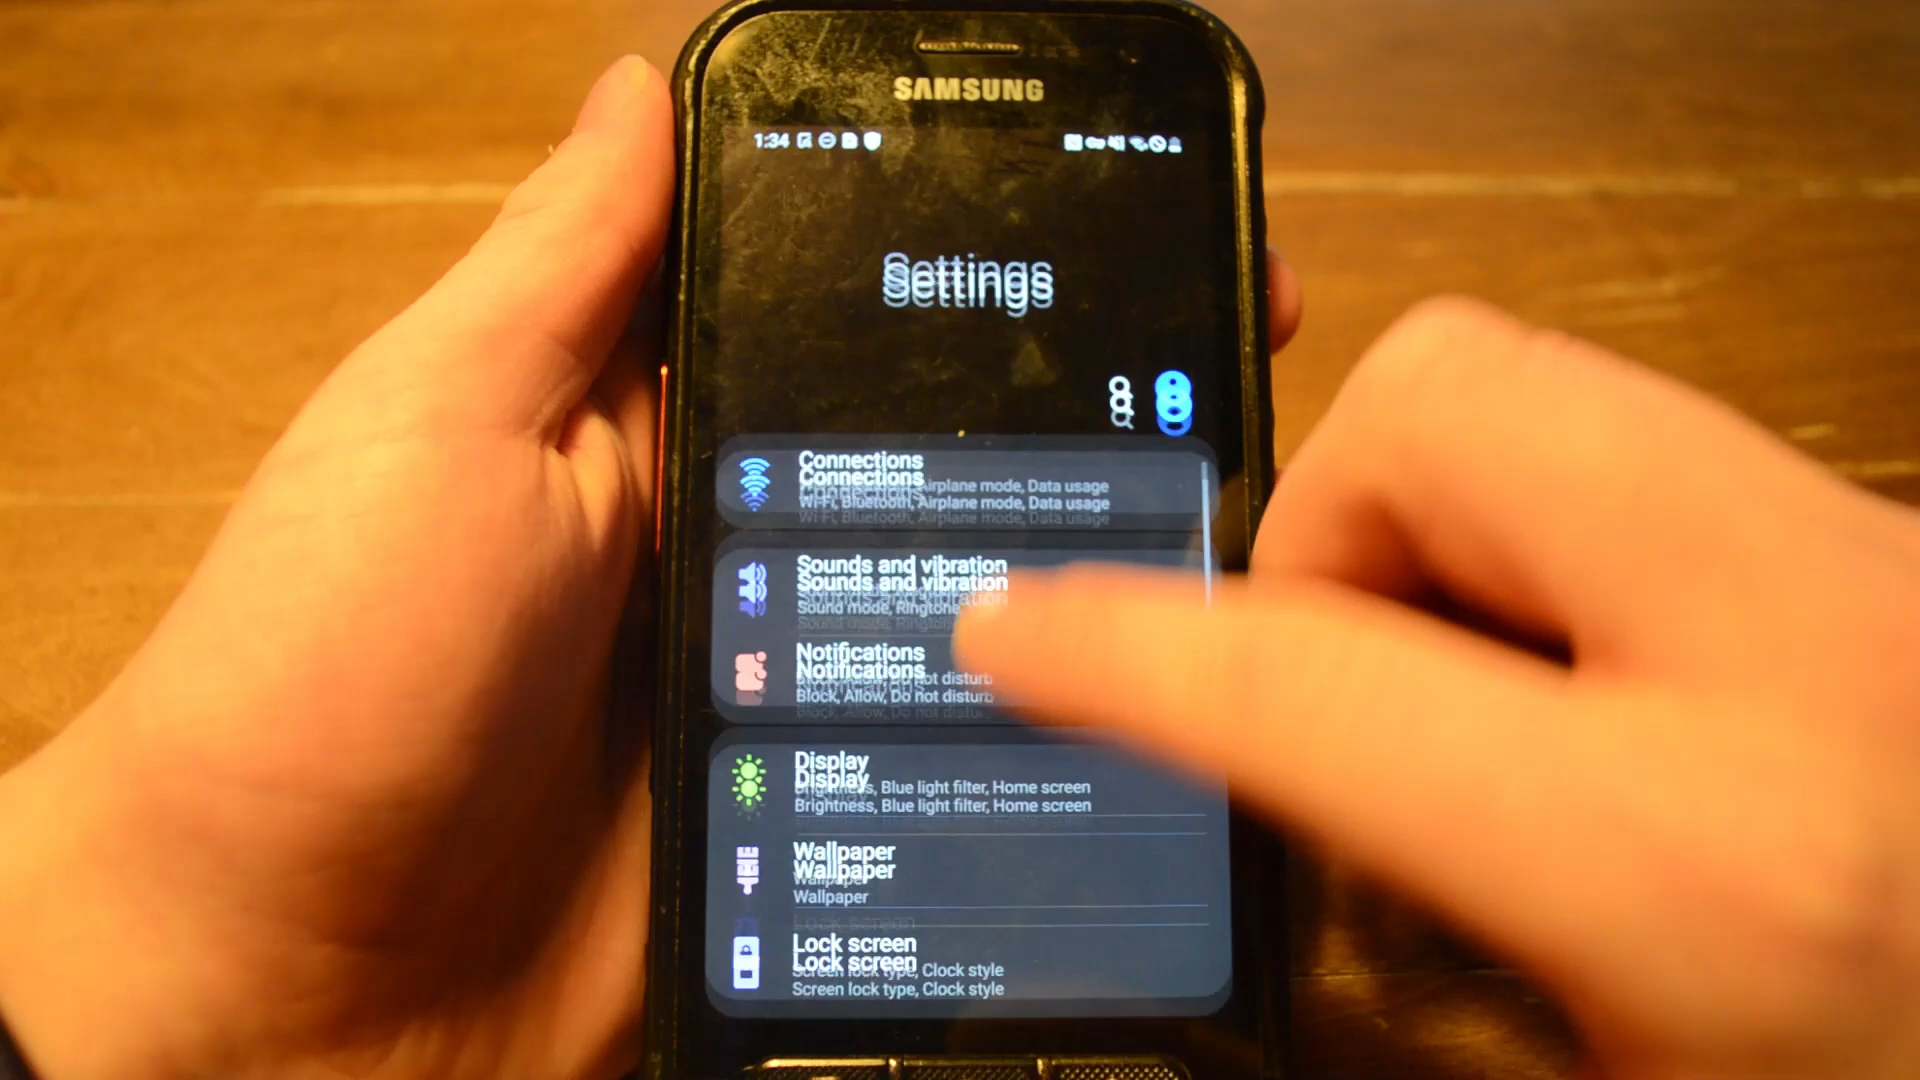 SAMSUNG
1:34
Settings
Connections
Wi-Fi, Bluetooth, Airplane mode, Data usage
Sounds and vibration
Sound mode, Ringtone
Notifications
Block, Allow, Do not disturb
Display
Brightness, Blue light filter, Home screen
Wallpaper
Wallpaper
Lock screen
Screen lock type, Clock style